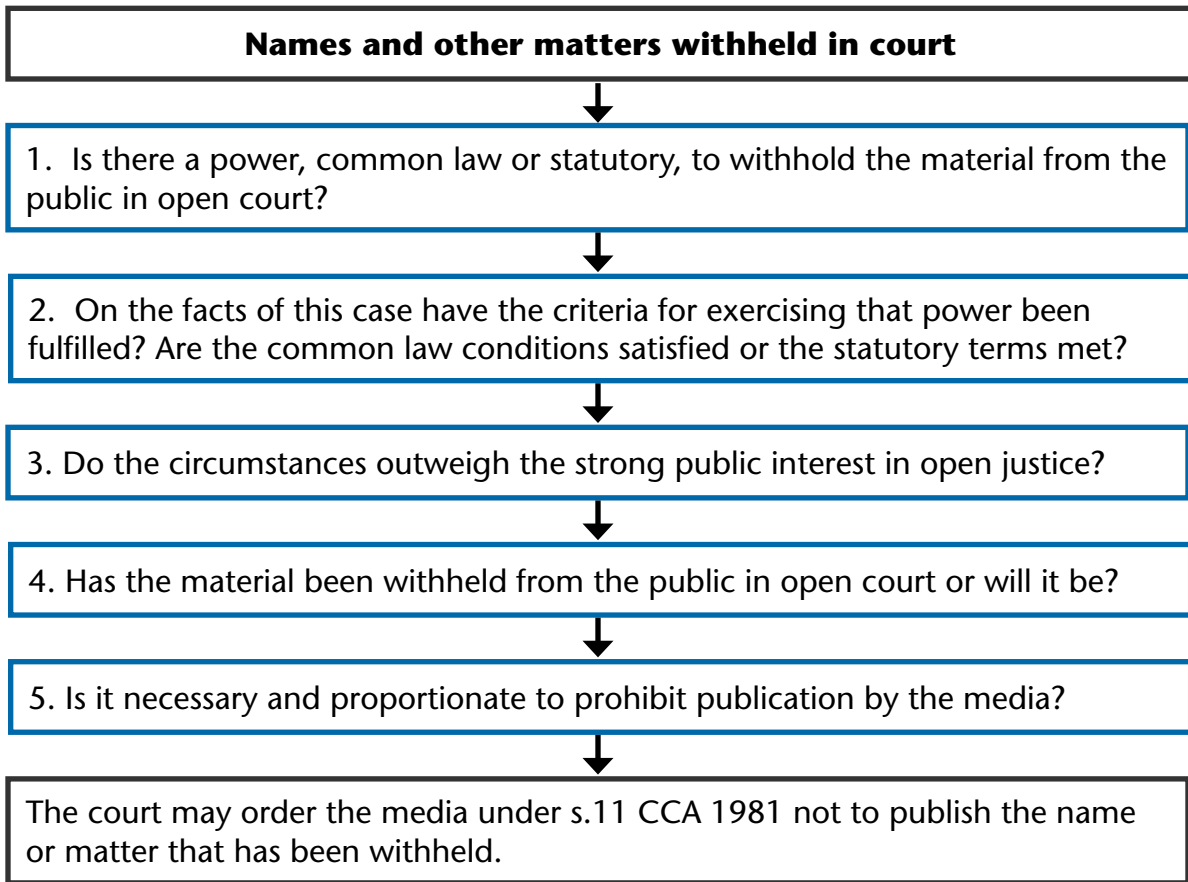 Names and other matters withheld in court
1. Is there a power, common law or statutory, to withhold the material from the
public in open court?
2. On the facts of this case have the criteria for exercising that power been
fulfilled? Are the common law conditions satisfied or the statutory terms met?
3. Do the circumstances outweigh the strong public interest in open justice?
4. Has the material been withheld from the public in open court or will it be?
5. Is it necessary and proportionate to prohibit publication by the media?
The court may order the media under s.11 CCA 1981 not to publish the name
or matter that has been withheld.